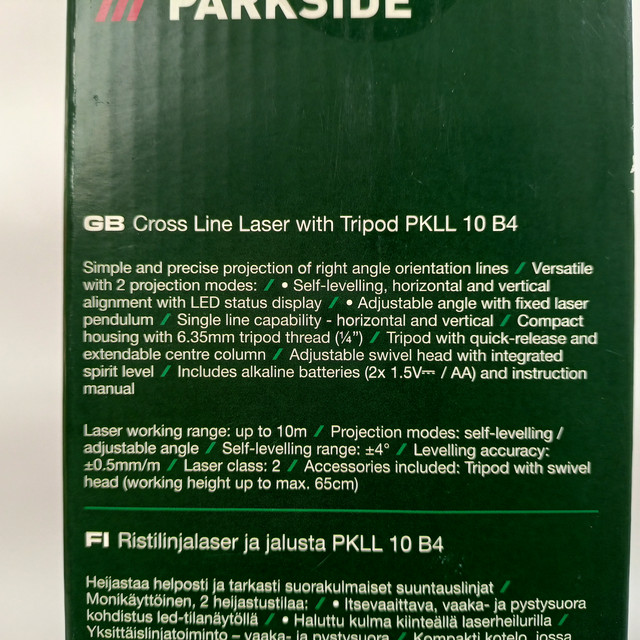 PARKSIDE
GB Cross Line Laser with Tripod PKLL 10 B4
Simple and precise projection of right angle orientation lines / Versatile
with 2 projection modes: / • Self-levelling, horizontal and vertical
alignment with LED status display / • Adjustable angle with fixed laser
pendulum / Single line capability - horizontal and vertical / Compact
housing with 6.35mm tripod thread (¼”) / Tripod with quick-release and
extendable centre column / Adjustable swivel head with integrated
spirit level / Includes alkaline batteries (2x 1.5V⎓ / AA) and instruction
manual
Laser working range: up to 10m / Projection modes: self-levelling /
adjustable angle / Self-levelling range: ±4° / Levelling accuracy:
±0.5mm/m / Laser class: 2 / Accessories included: Tripod with swivel
head (working height up to max. 65cm)
FI Ristilinjalaser ja jalusta PKLL 10 B4
Heijastaa helposti ja tarkasti suorakulmaiset suuntauslinjat /
Monikäyttöinen, 2 heijastustilaa: / • Itsevaaittava, vaaka- ja pystysuora
kohdistus led-tilanäytöllä / • Haluttu kulma kiinteällä laserheilurilla /
Yksittäislinjatoiminto – vaaka- ja pystysuora / Kompakti kotelo, jossa